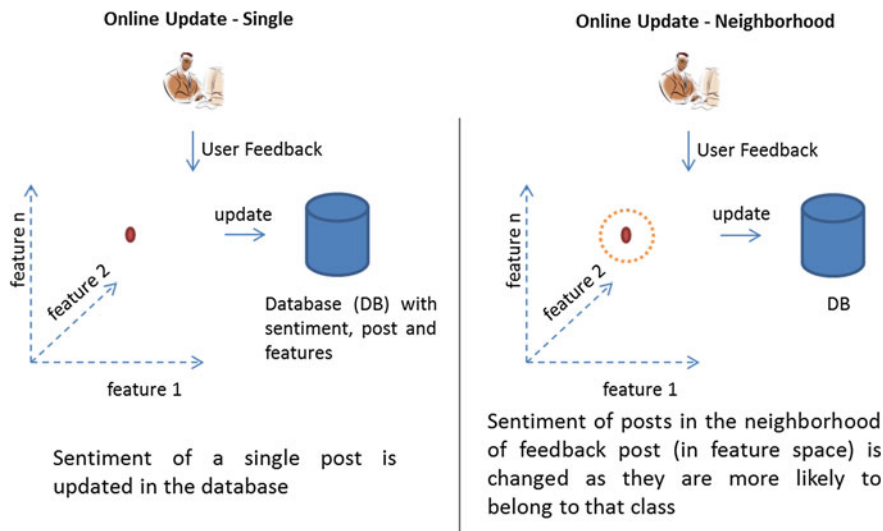 Online Update - Single
User Feedback
feature n
update
feature 2
Database (DB) with
sentiment, post and
features
feature 1
Sentiment of a single post is
updated in the database
Online Update - Neighborhood
User Feedback
feature n
update
feature 2
DB
feature 1
Sentiment of posts in the neighborhood
of feedback post (in feature space) is
changed as they are more likely to
belong to that class